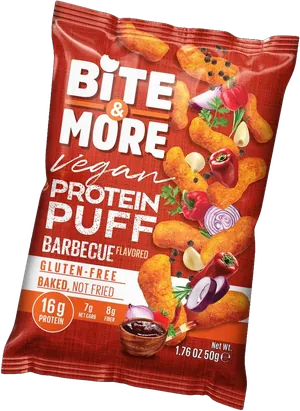 BiTE
&
MORE
Vegan
PROTEIN
PUFF
BARBECUE FLAVORED
GLUTEN-FREE
BAKED, NOT FRIED
16g PROTEIN
7g NET CARB
8g FIBER
Net Wt.
1.76 OZ 50g e